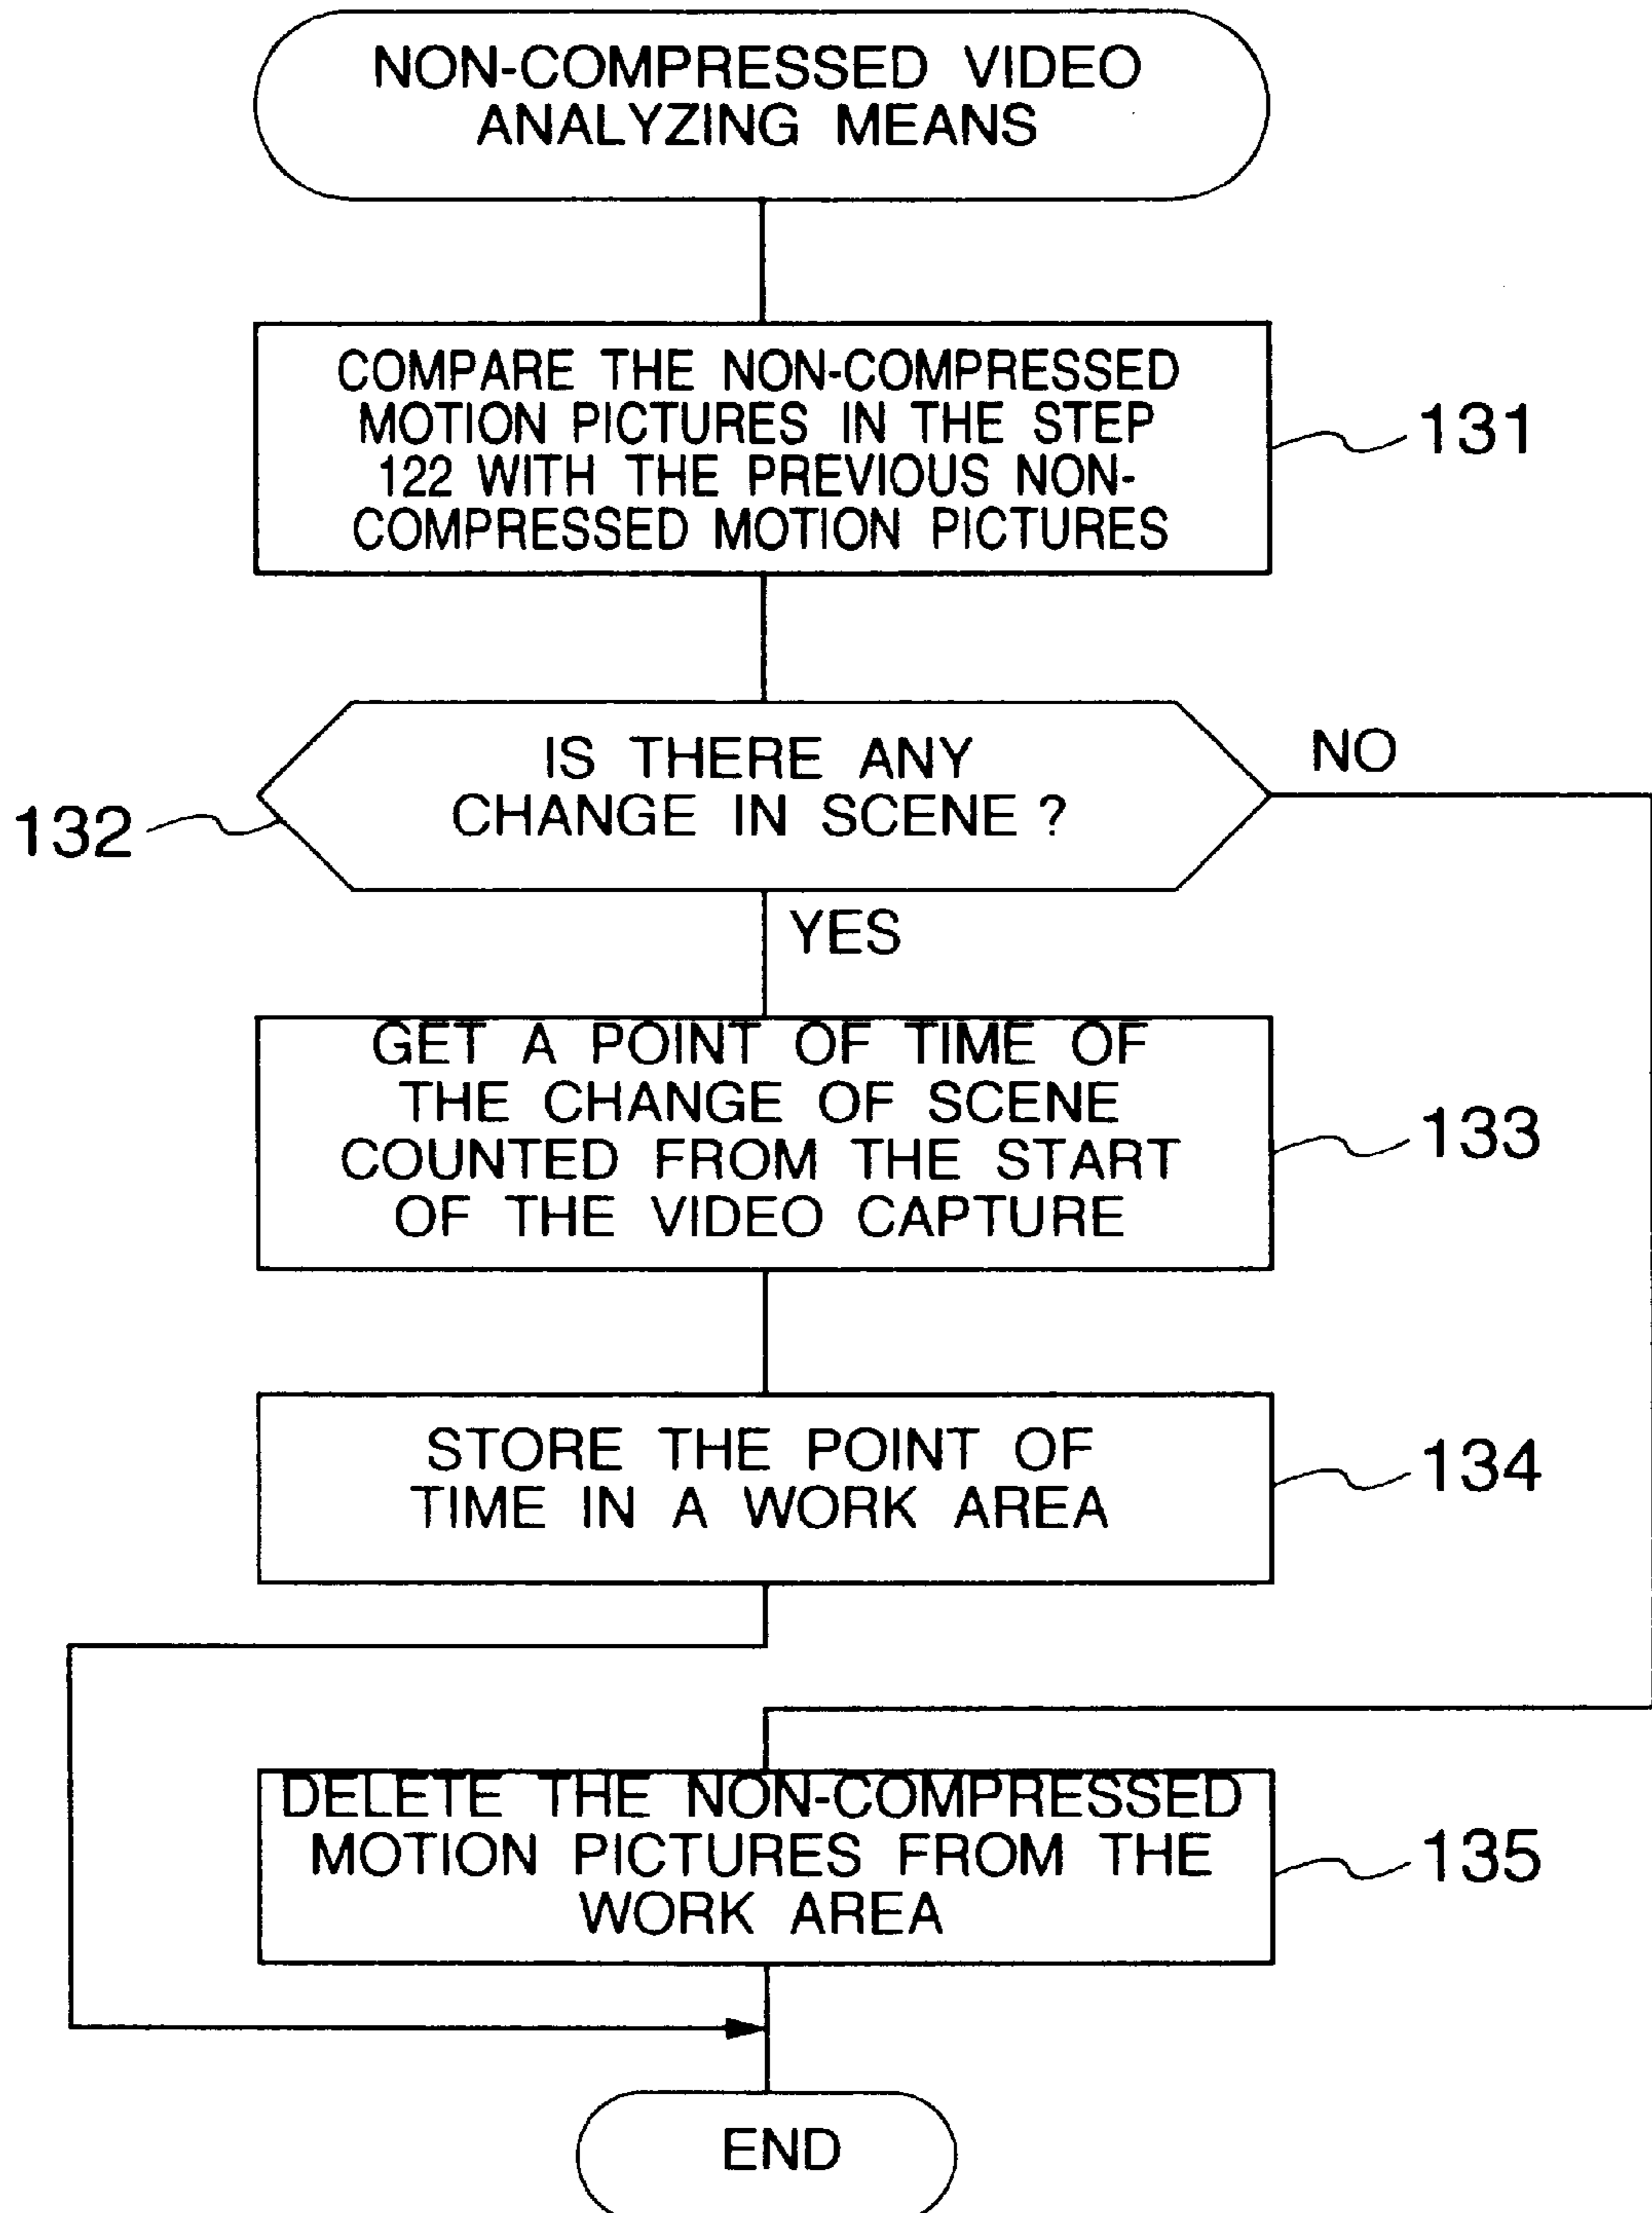 NON-COMPRESSED VIDEO
ANALYZING MEANS
COMPARE THE NON-COMPRESSED
MOTION PICTURES IN THE STEP
122 WITH THE PREVIOUS NON-
COMPRESSED MOTION PICTURES
131
IS THERE ANY
CHANGE IN SCENE ?
NO
132
YES
GET A POINT OF TIME OF
THE CHANGE OF SCENE
COUNTED FROM THE START
OF THE VIDEO CAPTURE
133
STORE THE POINT OF
TIME IN A WORK AREA
134
DELETE THE NON-COMPRESSED
MOTION PICTURES FROM THE
WORK AREA
135
END